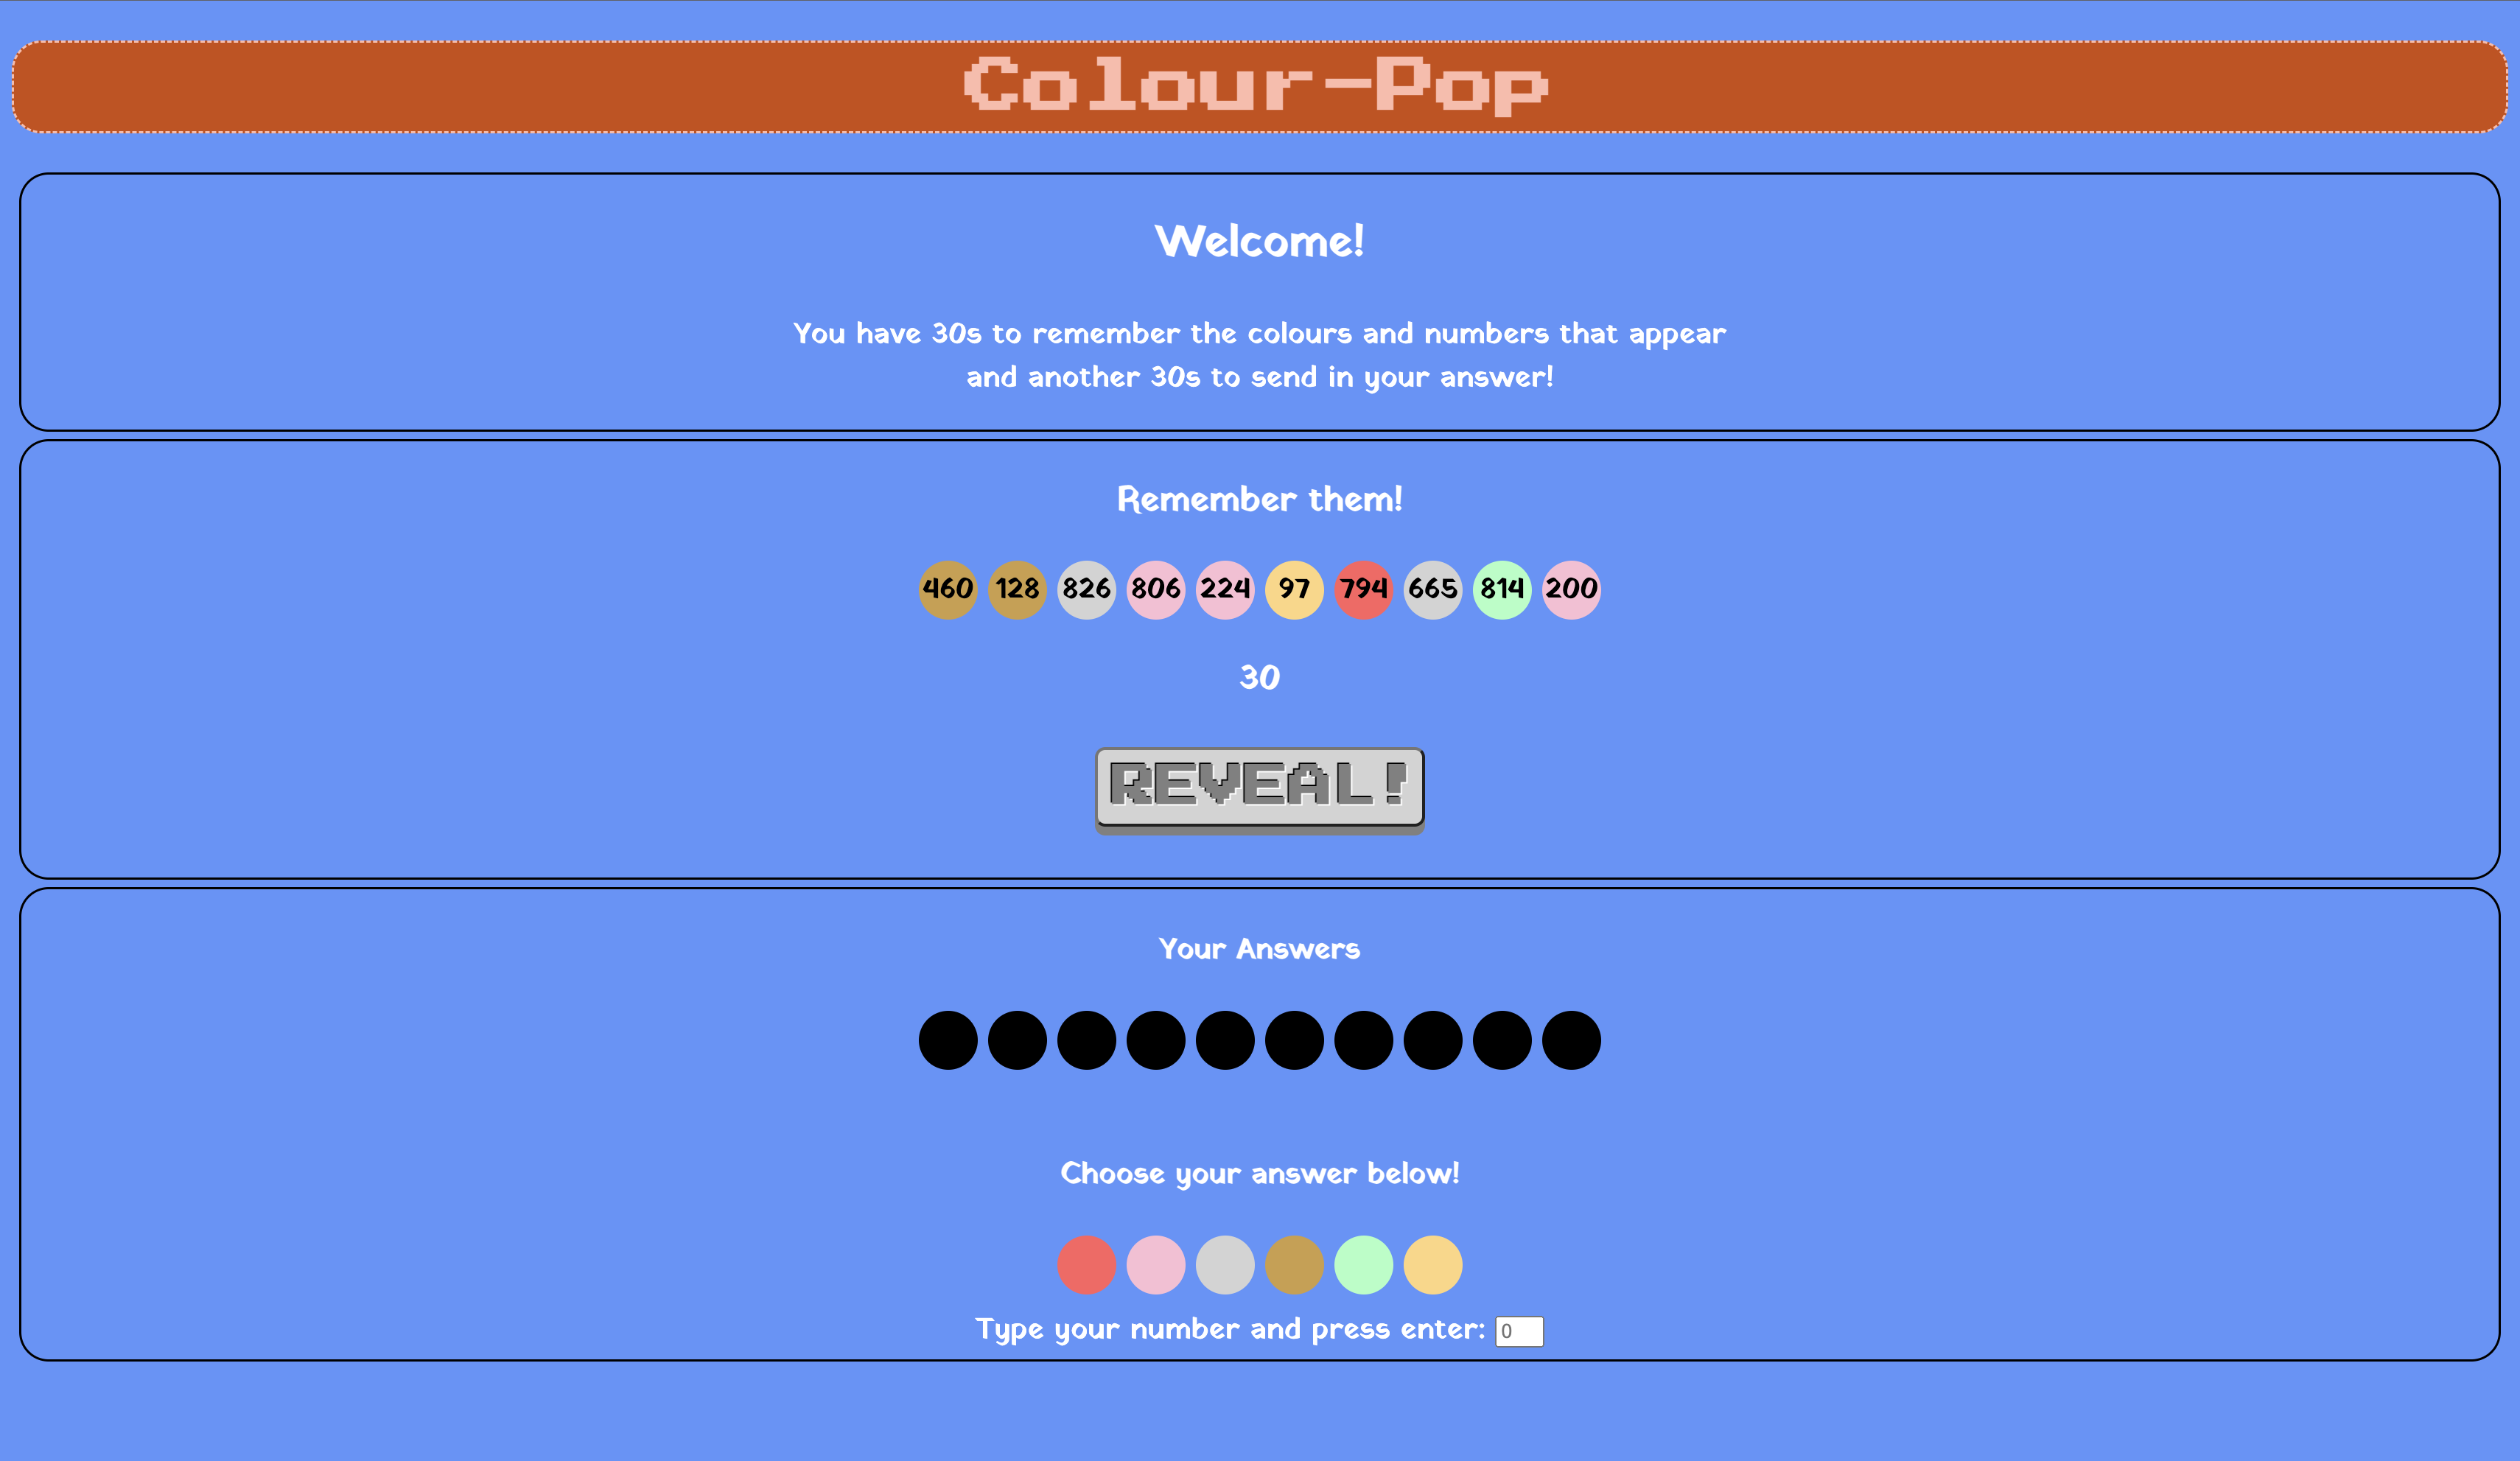 Colour-Pop
Welcome!
You have 30s to remember the colours and numbers that appear
and another 30s to send in your answer!
Remember them!
460 128 826 806 224 97 794 665 814 200
30
REVEAL!
Your Answers
Choose your answer below!
Type your number and press enter: 0